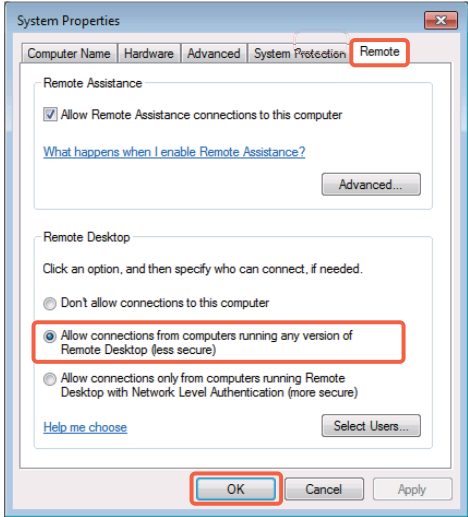 System Properties
Computer Name Hardware Advanced System Protection Remote
Remote Assistance
Allow Remote Assistance connections to this computer
What happens when I enable Remote Assistance?
Advanced...
Remote Desktop
Click an option, and then specify who can connect, if needed.
Don't allow connections to this computer
Allow connections from computers running any version of
Remote Desktop (less secure)
Allow connections only from computers running Remote
Desktop with Network Level Authentication (more secure)
Help me choose
Select Users...
OK Cancel Apply